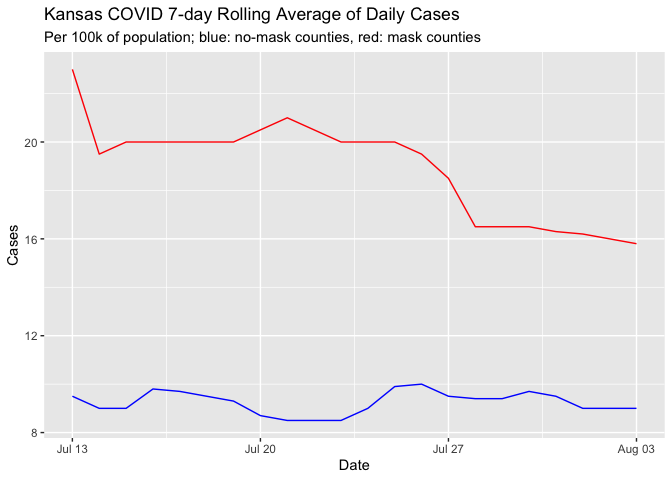 Kansas COVID 7-day Rolling Average of Daily Cases
Per 100k of population; blue: no-mask counties, red: mask counties
Cases
20
16
12
8
Jul 13
Jul 20
Jul 27
Aug 03
Date